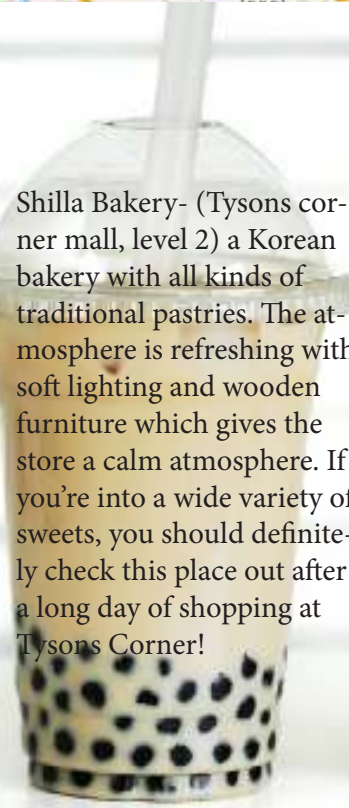 Shilla Bakery- (Tysons cor-
ner mall, level 2) a Korean
bakery with all kinds of
traditional pastries. The at-
mosphere is refreshing with
soft lighting and wooden
furniture which gives the
store a calm atmosphere. If
you’re into a wide variety of
sweets, you should definite-
ly check this place out after
a long day of shopping at
Tysons Corner!